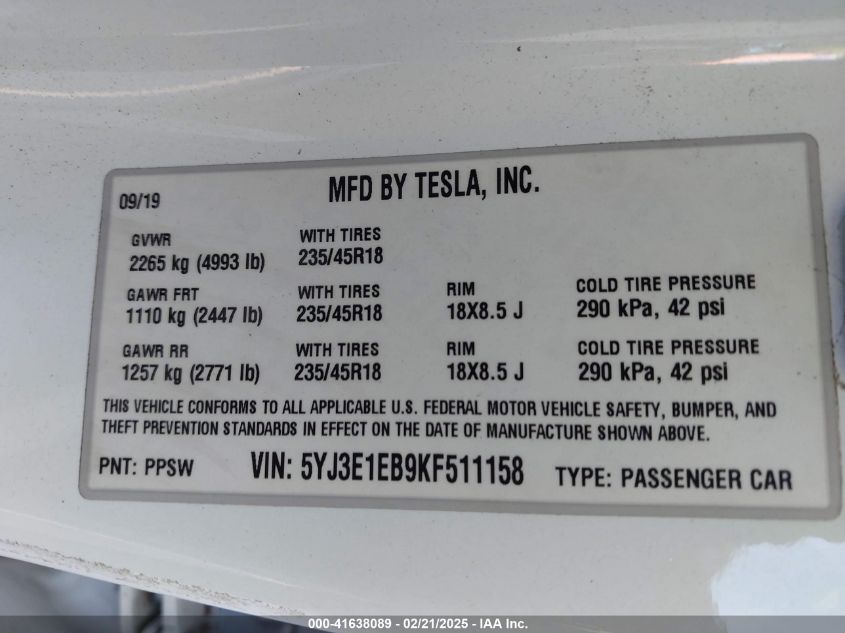 09/19
MFD BY TESLA, INC.
GVWR
2265 kg (4993 lb)
WITH TIRES
235/45R18
GAWR FRT
1110 kg (2447 lb)
WITH TIRES
235/45R18
RIM
18X8.5 J
COLD TIRE PRESSURE
290 kPa, 42 psi
GAWR RR
1257 kg (2771 lb)
WITH TIRES
235/45R18
RIM
18X8.5 J
COLD TIRE PRESSURE
290 kPa, 42 psi
THIS VEHICLE CONFORMS TO ALL APPLICABLE U.S. FEDERAL MOTOR VEHICLE SAFETY, BUMPER, AND
THEFT PREVENTION STANDARDS IN EFFECT ON THE DATE OF MANUFACTURE SHOWN ABOVE.
PNT: PPSW
VIN: 5YJ3E1EB9KF511158
TYPE: PASSENGER CAR
000-41638089 - 02/21/2025 - IAA Inc.